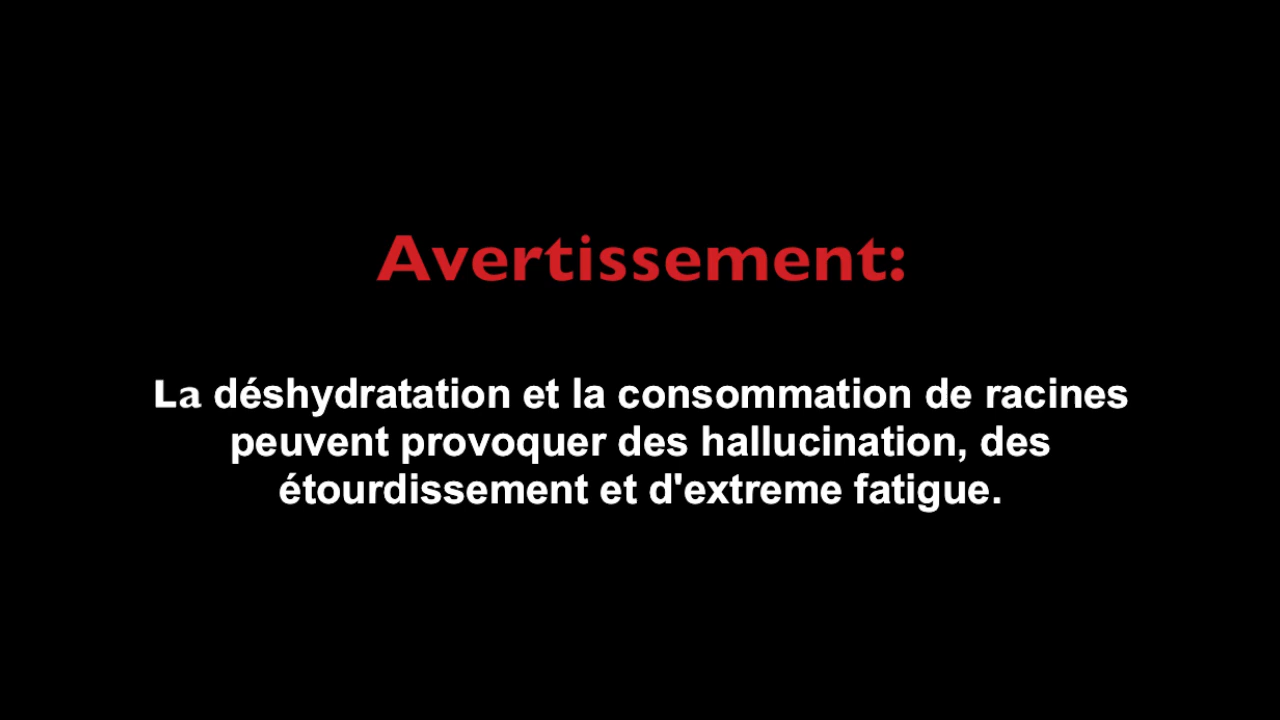 Avertissement:
La déshydratation et la consommation de racines
peuvent provoquer des hallucination, des
étourdissement et d'extreme fatigue.